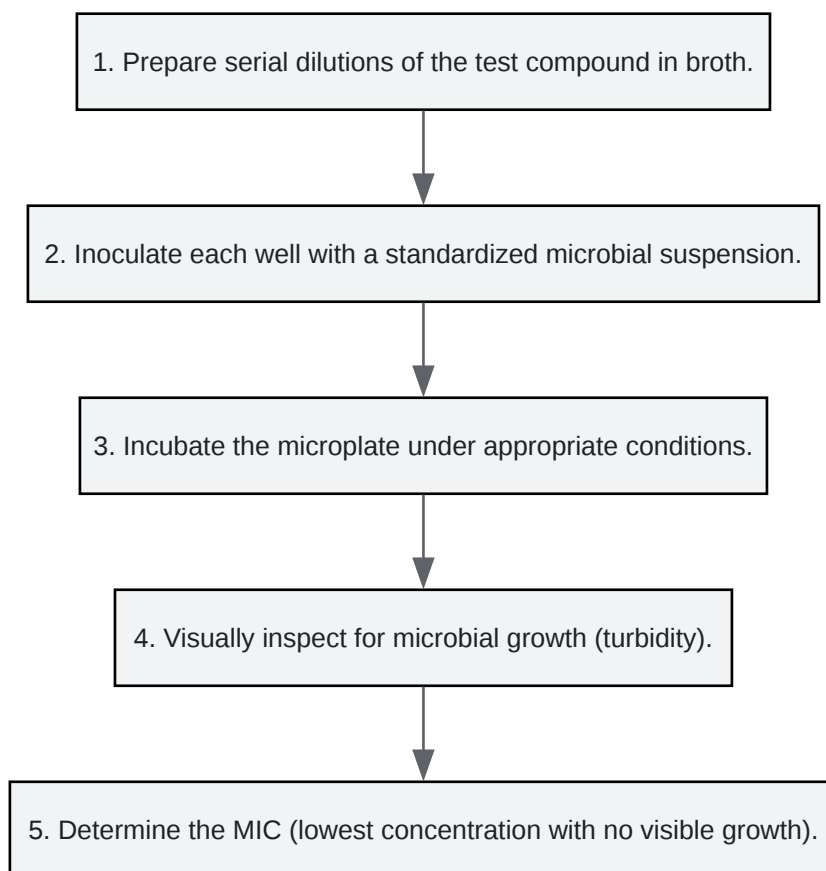 1. Prepare serial dilutions of the test compound in broth.
2. Inoculate each well with a standardized microbial suspension.
3. Incubate the microplate under appropriate conditions.
4. Visually inspect for microbial growth (turbidity).
5. Determine the MIC (lowest concentration with no visible growth).